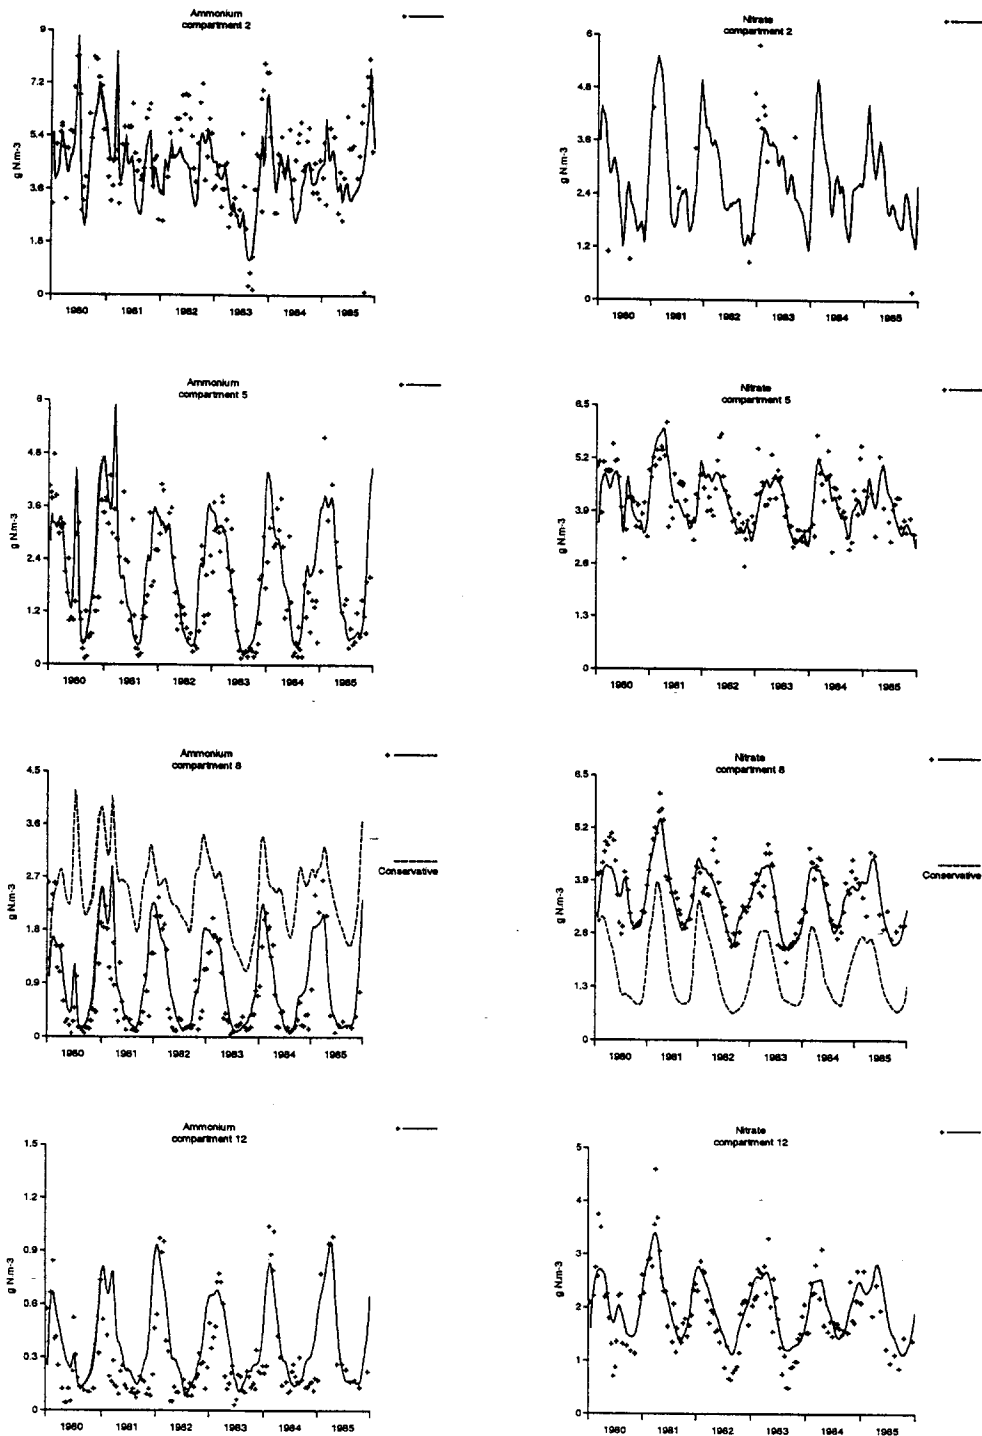 Ammonium
compartment 2
9
7.2
5.4
3.6
1.8
0
g N.m-3
1980 1981 1982 1983 1984 1985
Nitrate
compartment 2
6
4.8
3.8
2.4
1.2
0
g N.m-3
1980 1981 1982 1983 1984 1985
Ammonium
compartment 5
6
4.8
3.6
2.4
1.2
0
g N.m-3
1980 1981 1982 1983 1984 1985
Nitrate
compartment 5
6.5
5.2
3.9
2.6
1.3
0
g N.m-3
1980 1981 1982 1983 1984 1985
Ammonium
compartment 8
4.5
3.6
2.7
1.8
0.9
0
g N.m-3
1980 1981 1982 1983 1984 1985
Conservative
Nitrate
compartment 8
6.5
5.2
3.9
2.6
1.3
0
g N.m-3
1980 1981 1982 1983 1984 1985
Conservative
Ammonium
compartment 12
1.5
1.2
0.9
0.6
0.3
0
g N.m-3
1980 1981 1982 1983 1984 1985
Nitrate
compartment 12
5
4
3
2
1
0
g N.m-3
1980 1981 1982 1983 1984 1985